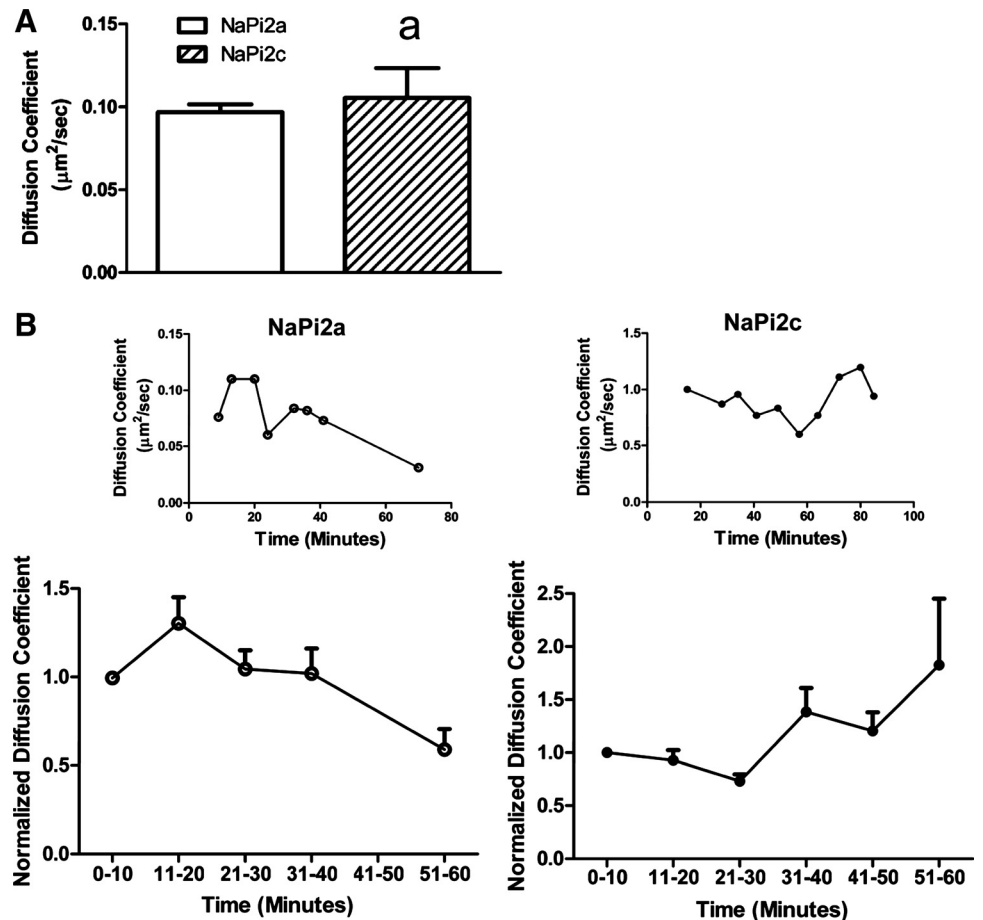 A
NaPi2a
NaPi2c
a
Diffusion Coefficient
(μm²/sec)
0.15
0.10
0.05
0.00
B
NaPi2a
Diffusion Coefficient
(μm²/sec)
0.15
0.10
0.05
0.00
0 20 40 60 80
Time (Minutes)
NaPi2c
Diffusion Coefficient
(μm²/sec)
1.5
1.0
0.5
0.0
0 20 40 60 80 100
Time (Minutes)
Normalized Diffusion Coefficient
1.5
1.0
0.5
0.0
0-10 11-20 21-30 31-40 41-50 51-60
Time (Minutes)
Normalized Diffusion Coefficient
2.5
2.0
1.5
1.0
0.5
0.0
0-10 11-20 21-30 31-40 41-50 51-60
Time (Minutes)